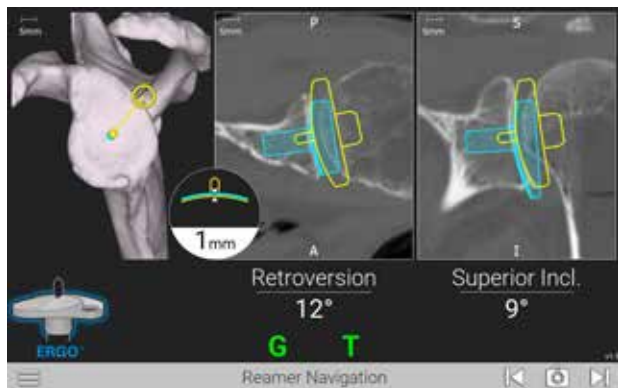 5mm
P
5mm
S
5mm
1mm
A
I
Retroversion
Superior Incl.
12°
9°
ERGO
G
T
Reamer Navigation